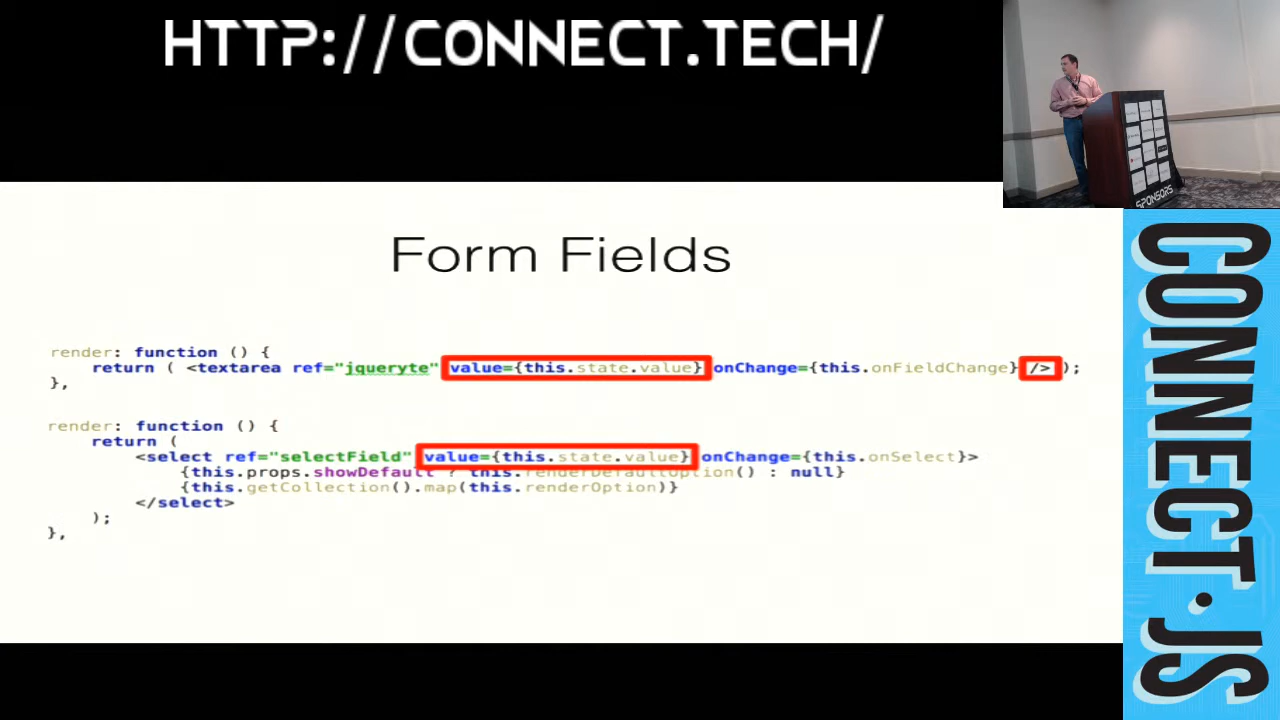 HTTP://CONNECT.TECH/
SPONSORS
Form Fields
render: function () {
return ( <textarea ref="jqueryte" value={this.state.value} onChange={this.onFieldChange} /> );
},
render: function () {
return (
<select ref="selectField" value={this.state.value} onChange={this.onSelect}>
{this.props.showDefault ? this.renderDefaultOption() : null}
{this.getCollection().map(this.renderOption)}
</select>
);
},
CONNECT.JS